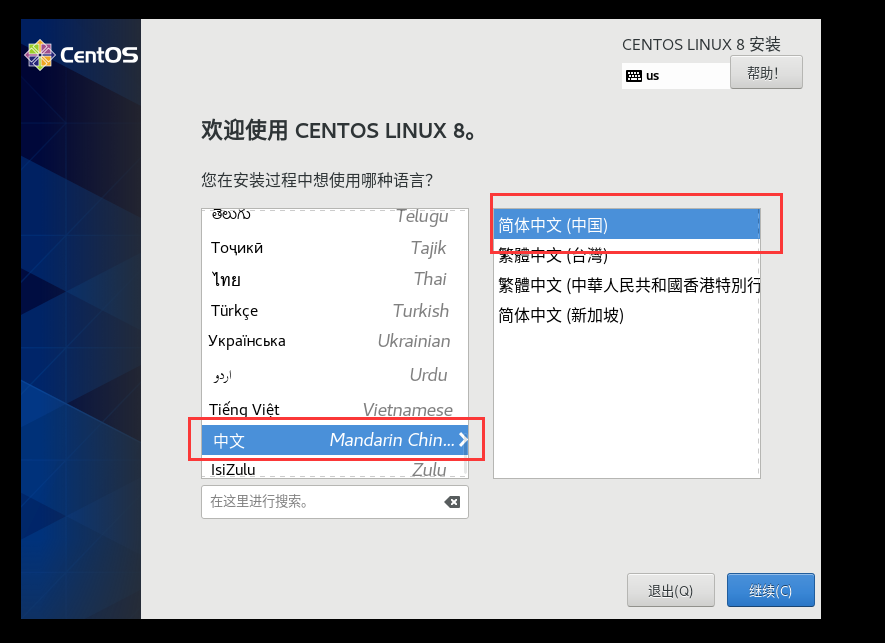 CentOS
CENTOS LINUX 8 安装
us
帮助!
欢迎使用 CENTOS LINUX 8。
您在安装过程中想使用哪种语言?
తెలుగు Telugu
Тоҷикӣ Tajik
ไทย Thai
Türkçe Turkish
Українська Ukrainian
اردو Urdu
Tiếng Việt Vietnamese
中文 Mandarin Chin...
IsiZulu Zulu
在这里进行搜索。
简体中文 (中国)
繁體中文 (台灣)
繁體中文 (中華人民共和國香港特別行
简体中文 (新加坡)
退出(Q)
继续(C)